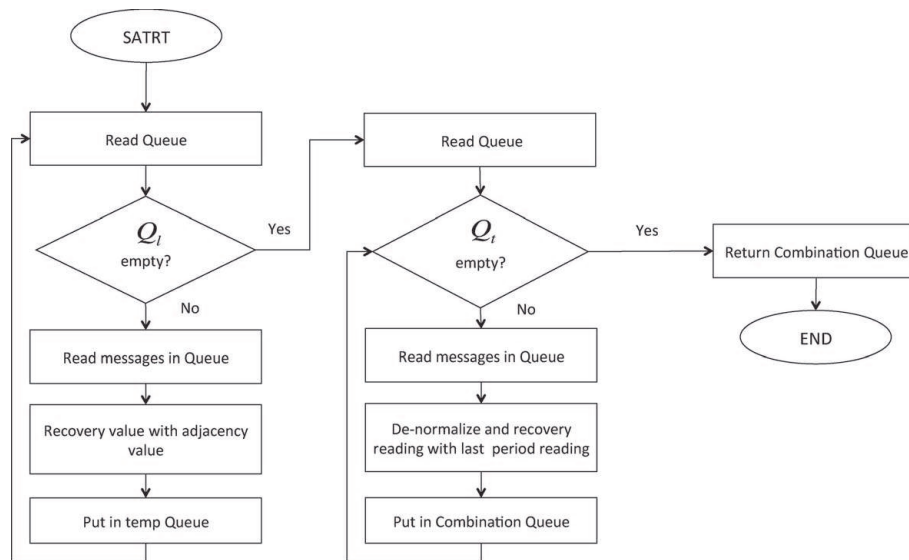 SATRT
Read Queue
Q_l
empty?
Yes
No
Read messages in Queue
Recovery value with adjacency
value
Put in temp Queue
Read Queue
Q_t
empty?
Yes
No
Read messages in Queue
De-normalize and recovery
reading with last period reading
Put in Combination Queue
Return Combination Queue
END